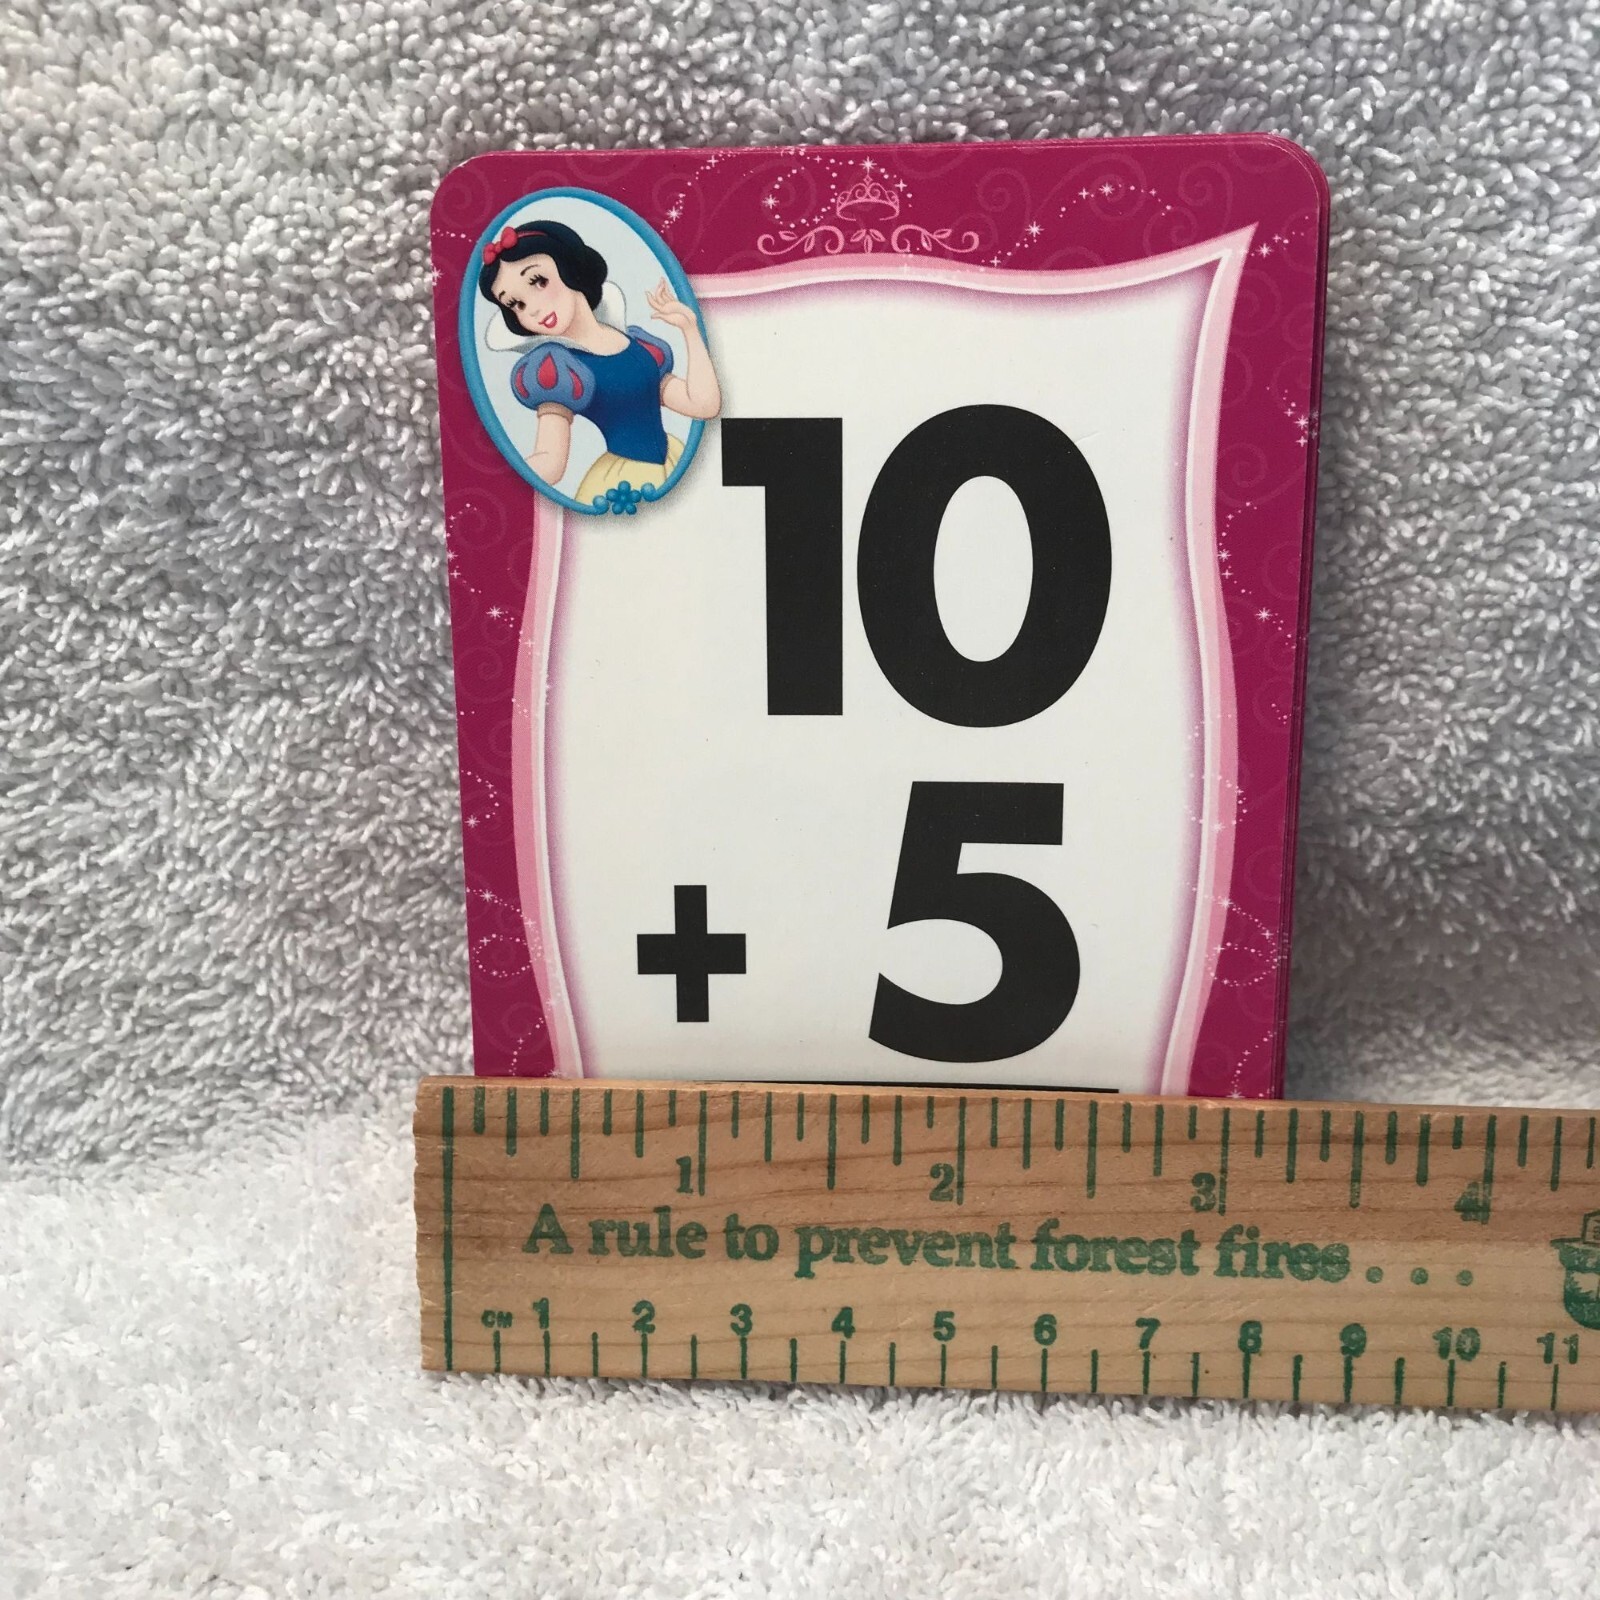 10
+ 5
1 2 3 4
A rule to prevent forest fires...
CM 1 2 3 4 5 6 7 8 9 10 11